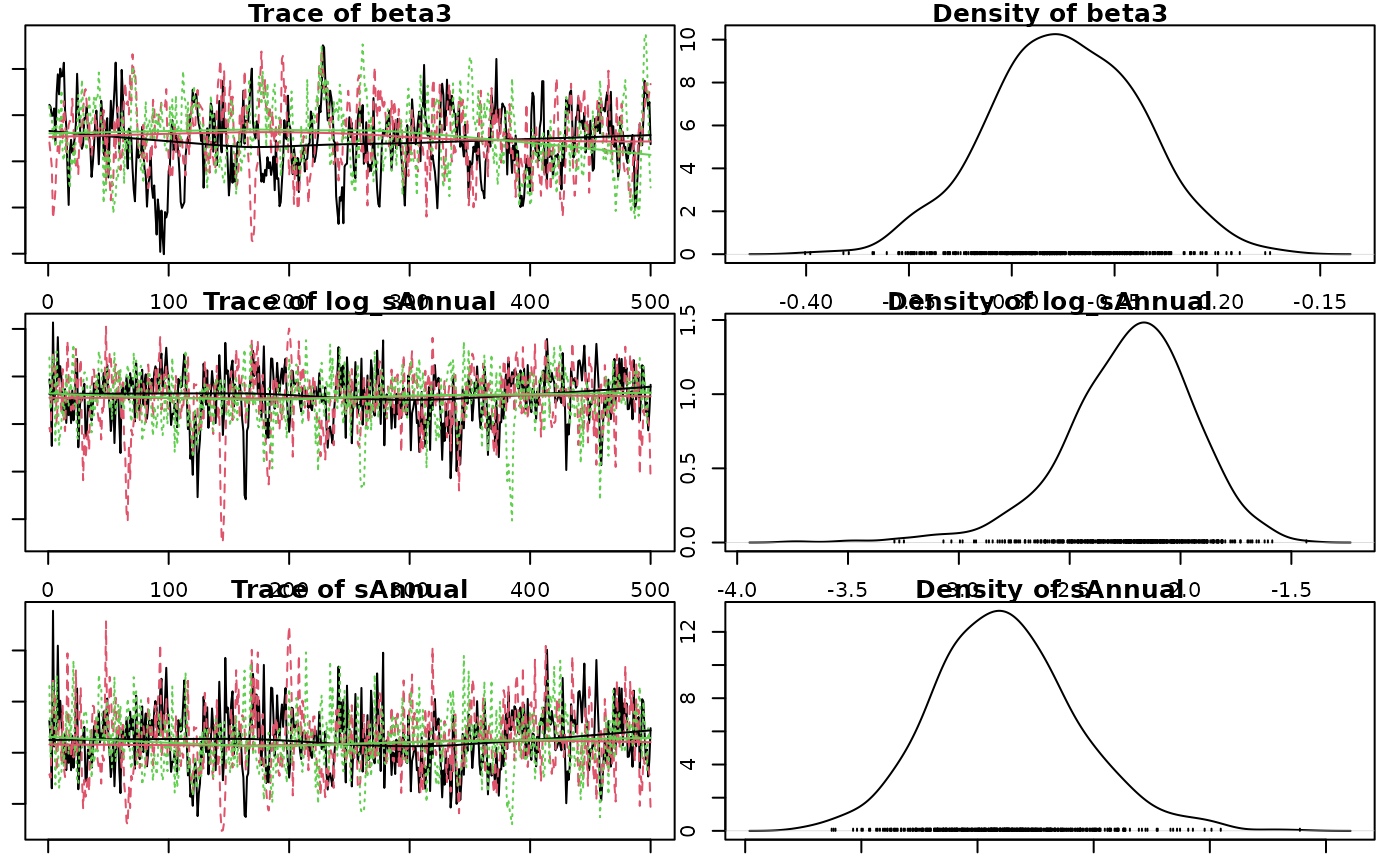 Trace of beta3
Density of beta3
0 2 4 6 8 10
0 100 200 300 400 500
-0.40 -0.35 -0.30 -0.25 -0.20 -0.15
Trace of log_sAnnual
Density of log_sAnnual
0.0 0.5 1.0 1.5
0 100 200 300 400 500
-4.0 -3.5 -3.0 -2.5 -2.0 -1.5
Trace of sAnnual
Density of sAnnual
0 4 8 12